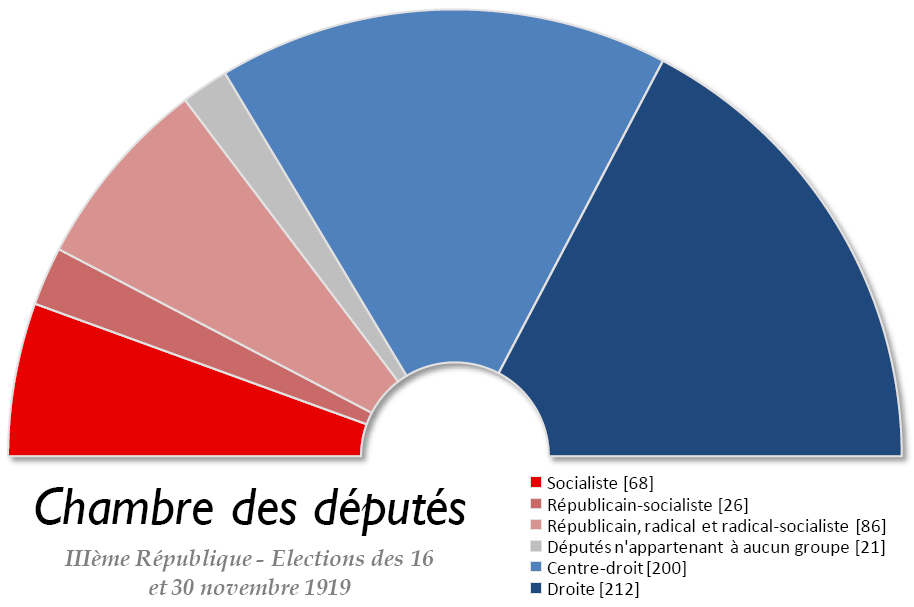 Chambre des députés
IIIème République - Elections des 16
et 30 novembre 1919
Socialiste [68]
Républicain-socialiste [26]
Républicain, radical et radical-socialiste [86]
Députés n'appartenant à aucun groupe [21]
Centre-droit [200]
Droite [212]